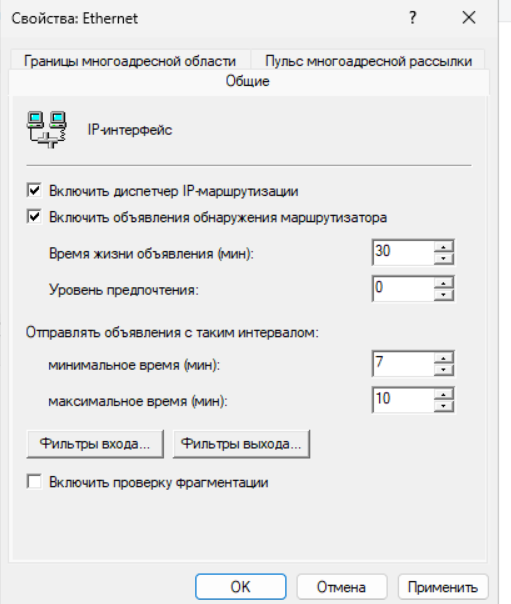 Свойства: Ethernet
?
Границы многоадресной области
Пульс многоадресной рассылки
Общие
IP-интерфейс
Включить диспетчер IP-маршрутизации
Включить объявления обнаружения маршрутизатора
Время жизни объявления (мин):
30
Уровень предпочтения:
0
Отправлять объявления с таким интервалом:
минимальное время (мин):
7
максимальное время (мин):
10
Фильтры входа...
Фильтры выхода...
Включить проверку фрагментации
OK
Отмена
Применить